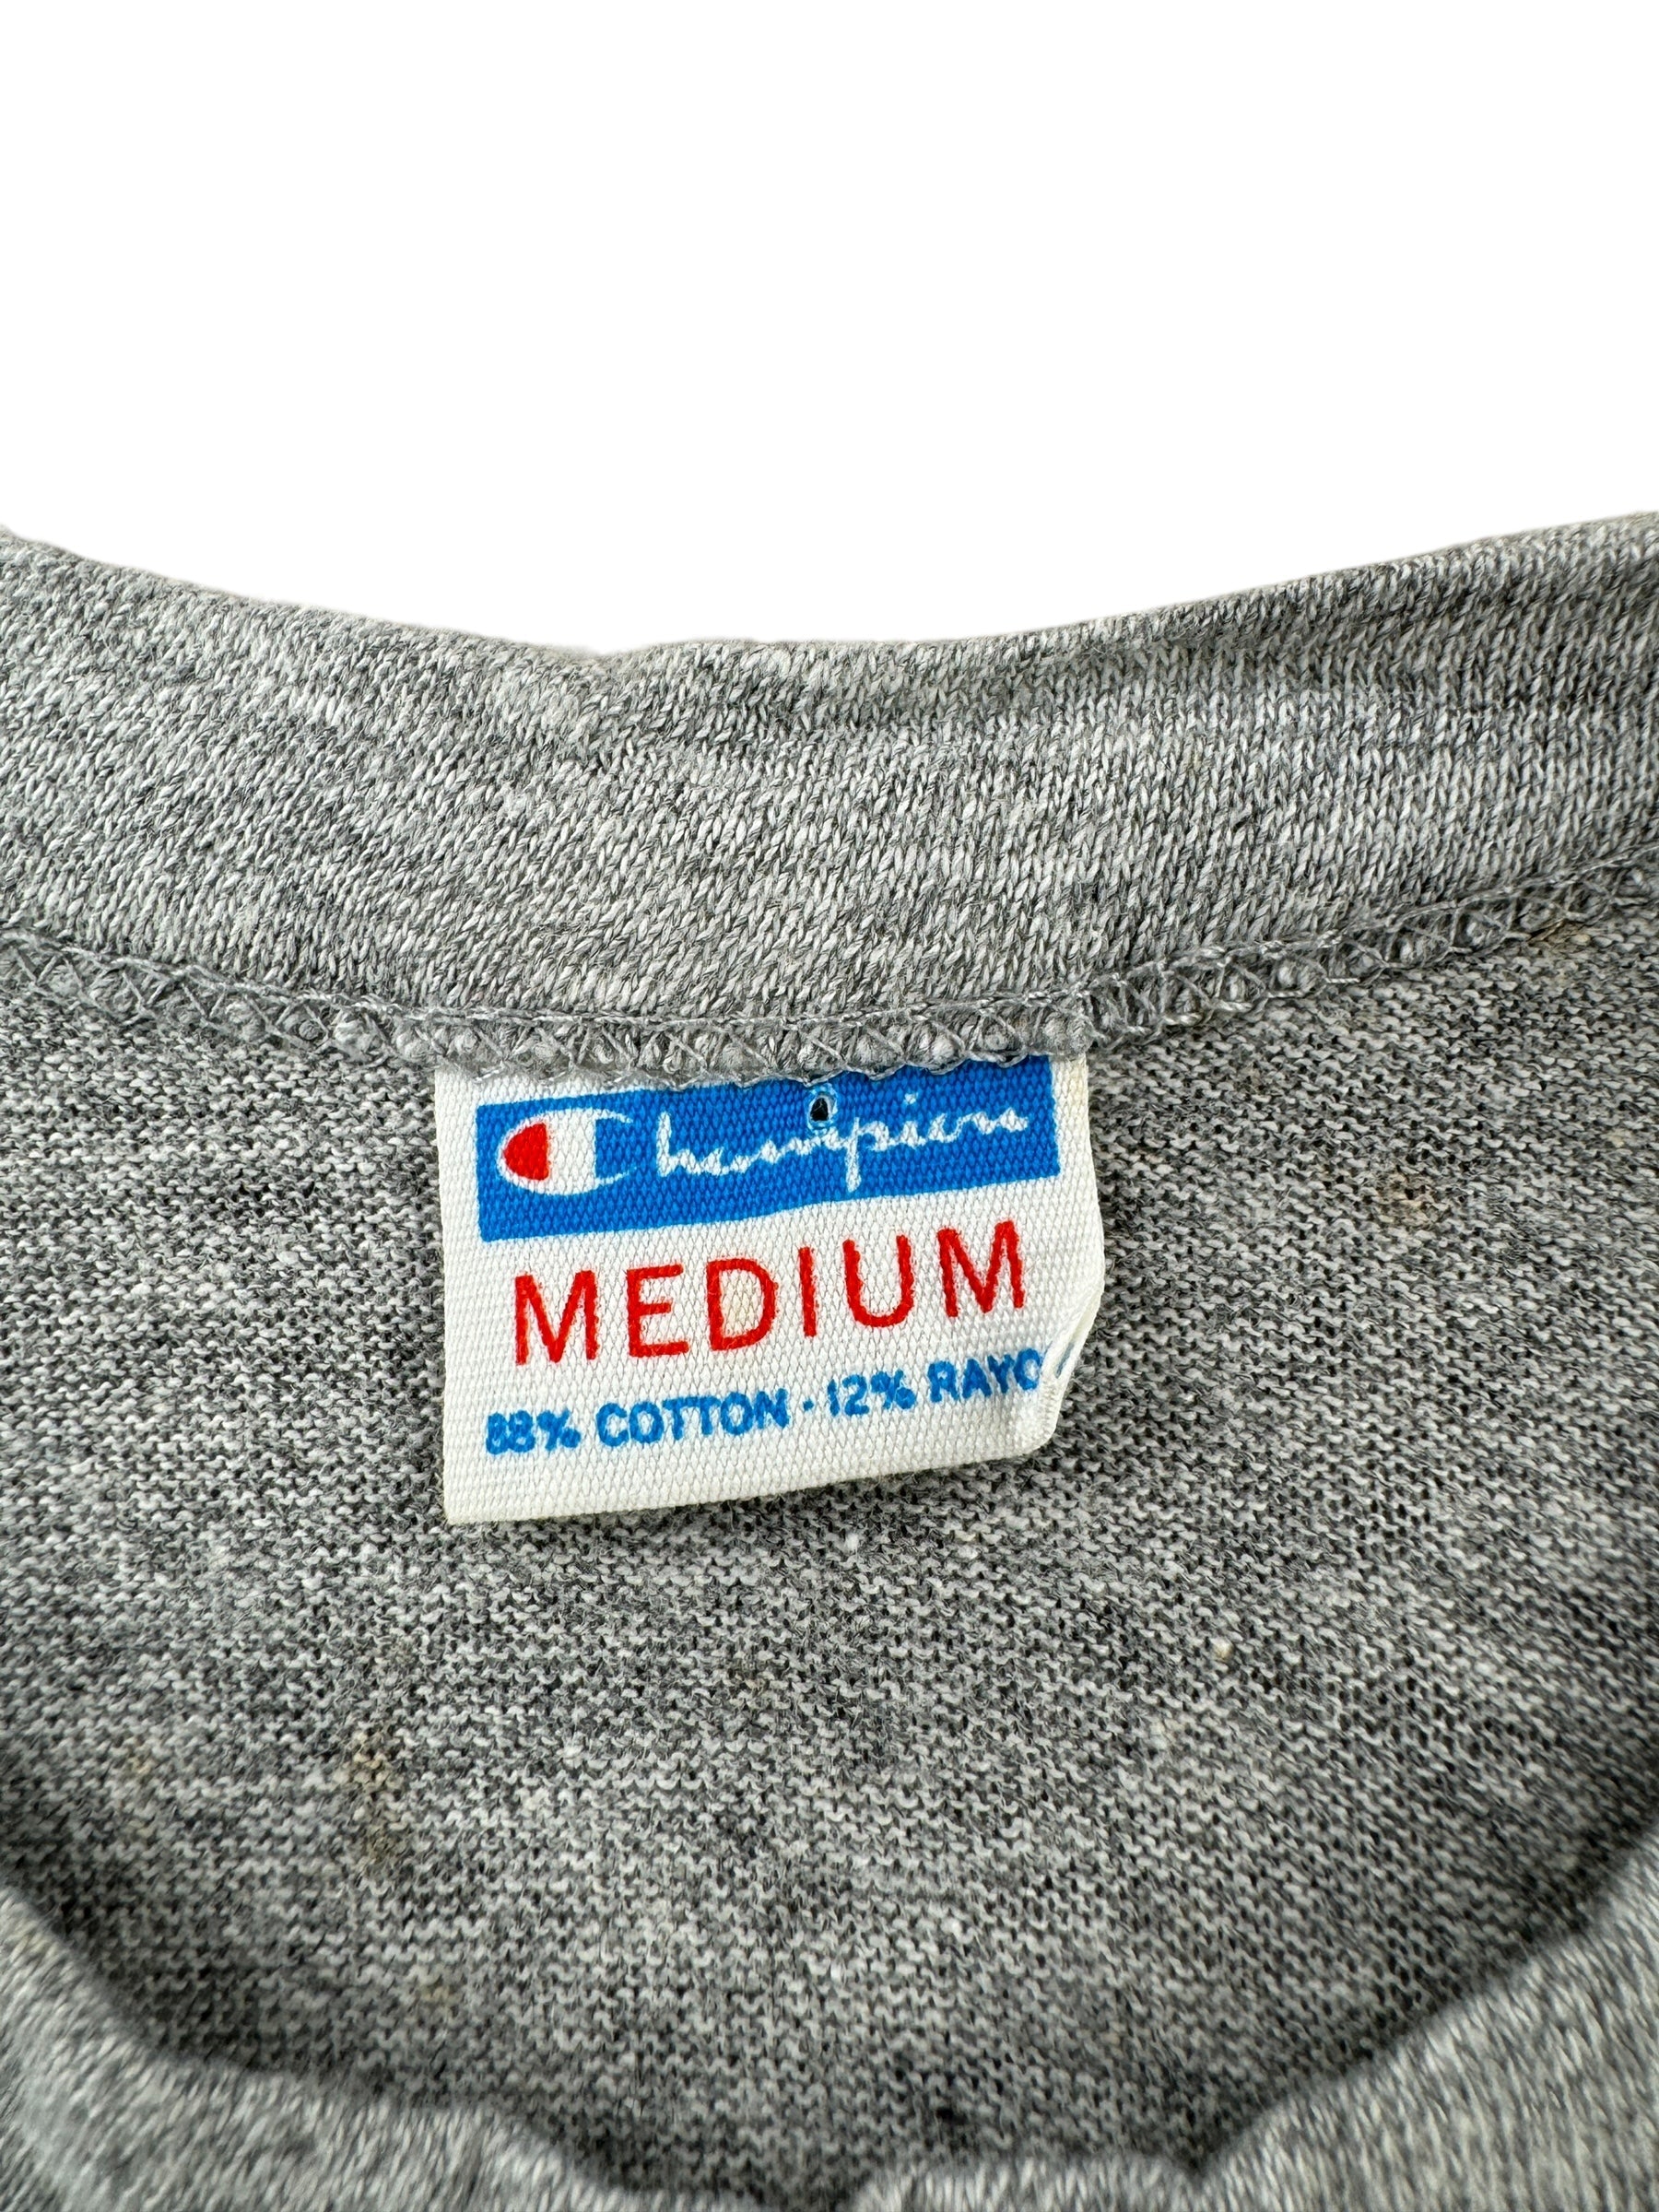 Champion
MEDIUM
88% COTTON · 12% RAYO